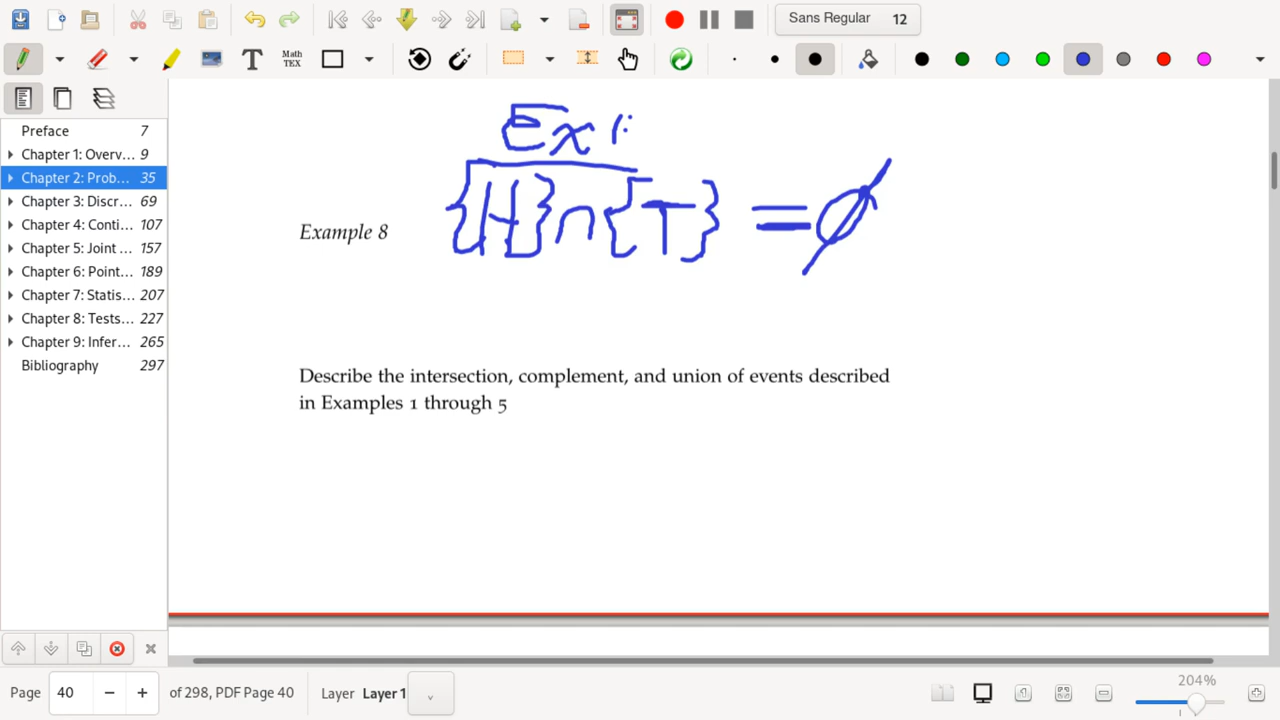 Sans Regular 12
T Math TEX
Preface 7
Chapter 1: Overv... 9
Chapter 2: Prob... 35
Chapter 3: Discr... 69
Chapter 4: Conti... 107
Chapter 5: Joint ... 157
Chapter 6: Point... 189
Chapter 7: Statis... 207
Chapter 8: Tests... 227
Chapter 9: Infer... 265
Bibliography 297
Ex 1:
Example 8 {H}∩{T} = ∅
Describe the intersection, complement, and union of events described
in Examples 1 through 5
Page 40 − + of 298, PDF Page 40 Layer Layer 1 204%